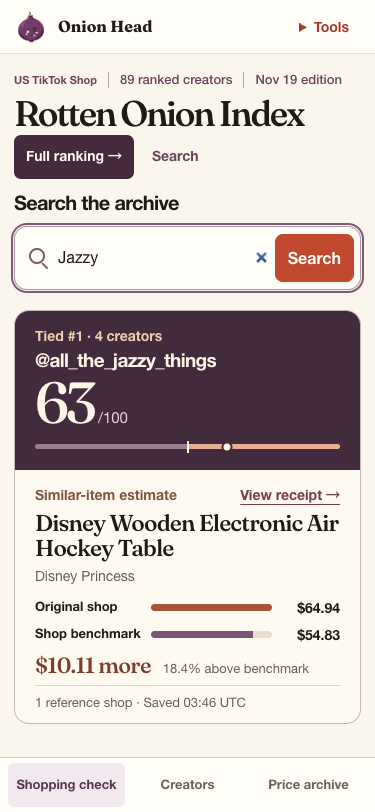 Onion Head
▶ Tools
US TikTok Shop | 89 ranked creators | Nov 19 edition
Rotten Onion Index
Full ranking → Search
Search the archive
Jazzy × Search
Tied #1 · 4 creators
@all_the_jazzy_things
63/100
Similar-item estimate View receipt →
Disney Wooden Electronic Air
Hockey Table
Disney Princess
Original shop $64.94
Shop benchmark $54.83
$10.11 more 18.4% above benchmark
1 reference shop · Saved 03:46 UTC
Shopping check Creators Price archive